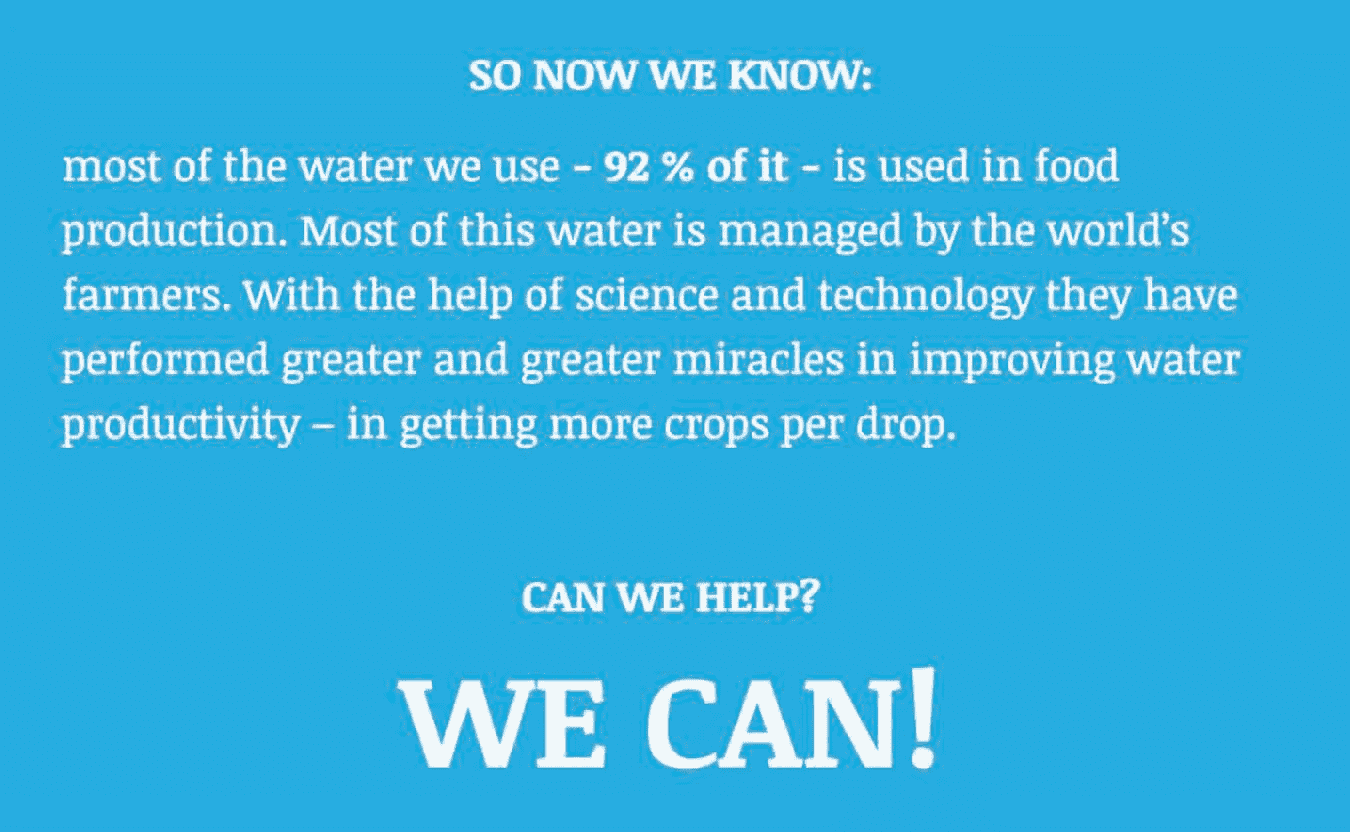 SO NOW WE KNOW:
most of the water we use – 92 % of it – is used in food
production. Most of this water is managed by the world’s
farmers. With the help of science and technology they have
performed greater and greater miracles in improving water
productivity – in getting more crops per drop.
CAN WE HELP?
WE CAN!